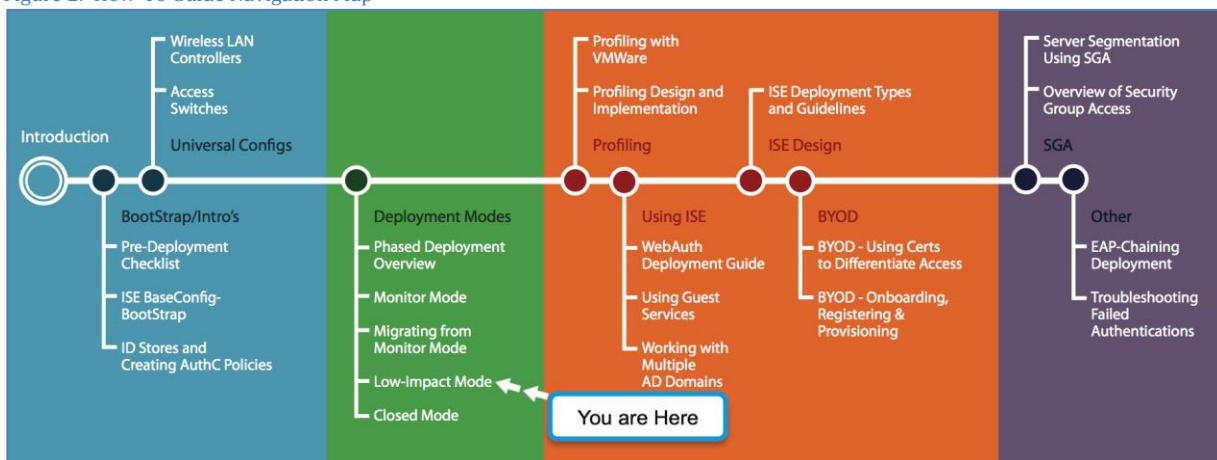 Figure 2. How-To Guide Navigation Map
Introduction
Wireless LAN
Controllers
Access
Switches
Universal Configs
BootStrap/Intro's
Pre-Deployment
Checklist
ISE BaseConfig-
BootStrap
ID Stores and
Creating AuthC Policies
Deployment Modes
Phased Deployment
Overview
Monitor Mode
Migrating from
Monitor Mode
Low-Impact Mode
Closed Mode
You are Here
Profiling with
VMWare
Profiling Design and
Implementation
Profiling
Using ISE
WebAuth
Deployment Guide
Using Guest
Services
Working with
Multiple
AD Domains
ISE Deployment Types
and Guidelines
ISE Design
BYOD
BYOD - Using Certs
to Differentiate Access
BYOD - Onboarding,
Registering &
Provisioning
Server Segmentation
Using SGA
Overview of Security
Group Access
SGA
Other
EAP-Chaining
Deployment
Troubleshooting
Failed
Authentications